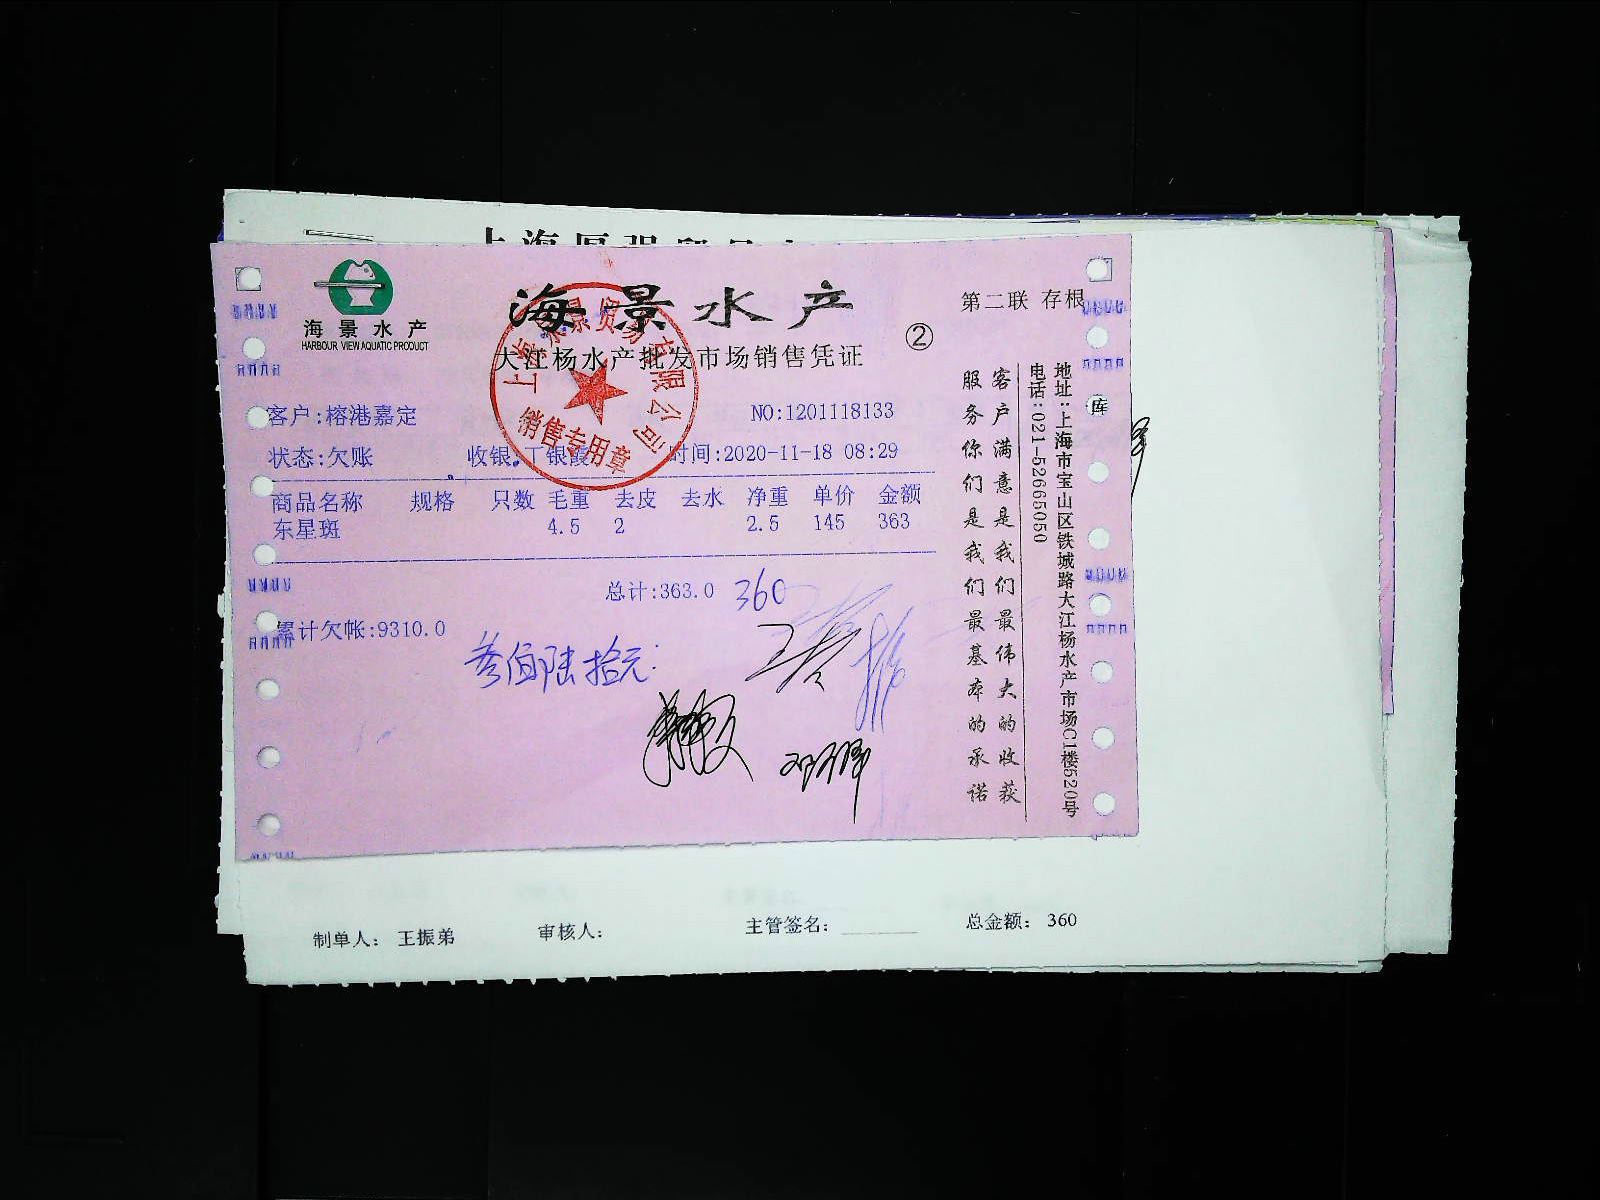 海景水产
HARBOUR VIEW AQUATIC PRODUCT
海景水产
大江杨水产批发市场销售凭证
②
第二联 存根
客户:榕港嘉定
NO:1201118133
状态:欠账
收银:丁银霞
时间:2020-11-18 08:29
商品名称 规格 只数 毛重 去皮 去水 净重 单价 金额
东星斑 4.5 2 2.5 145 363
总计:363.0 360
累计欠帐:9310.0
叁佰陆拾元
销售专用章
客户满意是我们最伟大的收获
服务你们是我们最基本的承诺
地址:上海市宝山区铁城路大江杨水产市场C1楼520号
电话:021-52665050
库
制单人: 王振弟
审核人:
主管签名:
总金额: 360